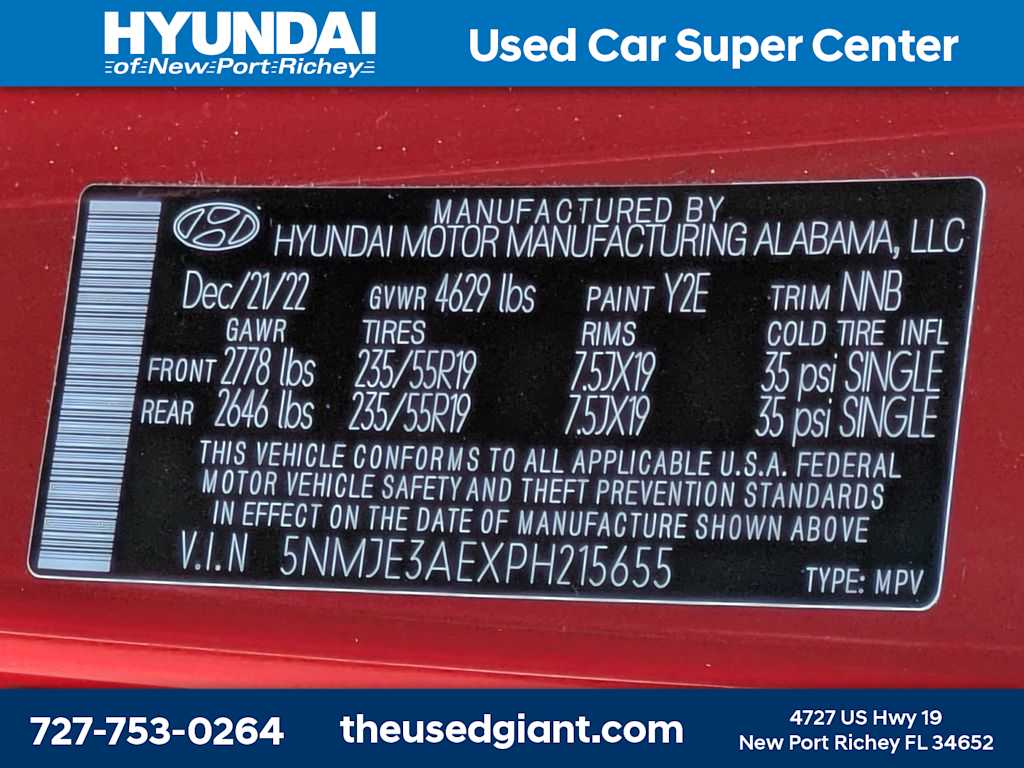 HYUNDAI
of New Port Richey
Used Car Super Center
MANUFACTURED BY
HYUNDAI MOTOR MANUFACTURING ALABAMA, LLC
Dec/21/22 GVWR 4629 lbs PAINT Y2E TRIM NNB
GAWR TIRES RIMS COLD TIRE INFL
FRONT 2778 lbs 235/55R19 7.5JX19 35 psi SINGLE
REAR 2646 lbs 235/55R19 7.5JX19 35 psi SINGLE
THIS VEHICLE CONFORMS TO ALL APPLICABLE U.S.A. FEDERAL
MOTOR VEHICLE SAFETY AND THEFT PREVENTION STANDARDS
IN EFFECT ON THE DATE OF MANUFACTURE SHOWN ABOVE
V.I.N 5NMJE3AEXPH215655
TYPE: MPV
727-753-0264
theusedgiant.com
4727 US Hwy 19
New Port Richey FL 34652